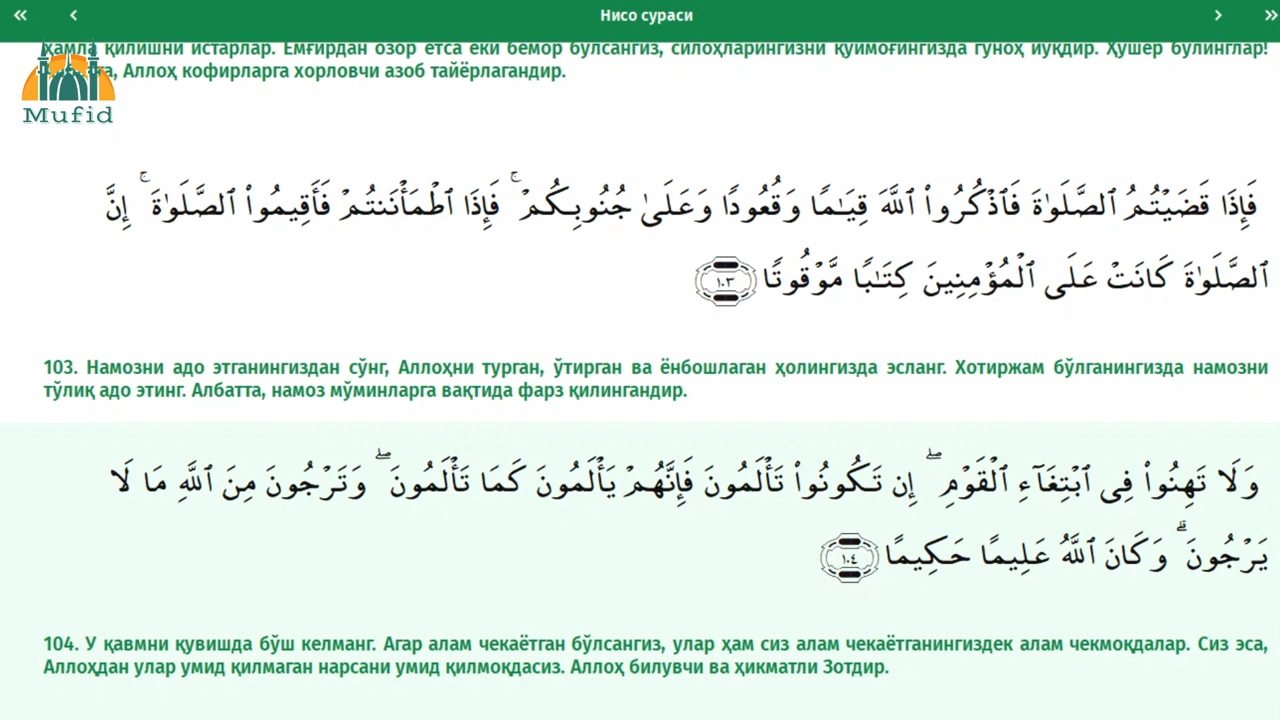 Нисо сураси
ҳамла қилишни истарлар. Ёмғирдан озор етса ёки бемор бўлсангиз, силоҳларингизни қўймоғингизда гуноҳ йўқдир. Ҳушёр бўлинглар!
Аллоҳ кофирларга хорловчи азоб тайёрлагандир.
Mufid
فَإِذَا قَضَيْتُمُ ٱلصَّلَوٰةَ فَٱذْكُرُوا۟ ٱللَّهَ قِيَـٰمًا وَقُعُودًا وَعَلَىٰ جُنُوبِكُمْ ۚ فَإِذَا ٱطْمَأْنَنتُمْ فَأَقِيمُوا۟ ٱلصَّلَوٰةَ ۚ إِنَّ
ٱلصَّلَوٰةَ كَانَتْ عَلَى ٱلْمُؤْمِنِينَ كِتَـٰبًا مَّوْقُوتًا ١٠٣
103. Намозни адо этганингиздан сўнг, Аллоҳни турган, ўтирган ва ёнбошлаган ҳолингизда эсланг. Хотиржам бўлганингизда намозни
тўлиқ адо этинг. Албатта, намоз мўминларга вақтида фарз қилингандир.
وَلَا تَهِنُوا۟ فِى ٱبْتِغَآءِ ٱلْقَوْمِ ۖ إِن تَكُونُوا۟ تَأْلَمُونَ فَإِنَّهُمْ يَأْلَمُونَ كَمَا تَأْلَمُونَ ۖ وَتَرْجُونَ مِنَ ٱللَّهِ مَا لَا
يَرْجُونَ ۗ وَكَانَ ٱللَّهُ عَلِيمًا حَكِيمًا ١٠٤
104. У қавмни қувишда бўш келманг. Агар алам чекаётган бўлсангиз, улар ҳам сиз алам чекаётганингиздек алам чекмоқдалар. Сиз эса,
Аллоҳдан улар умид қилмаган нарсани умид қилмоқдасиз. Аллоҳ билувчи ва ҳикматли Зотдир.